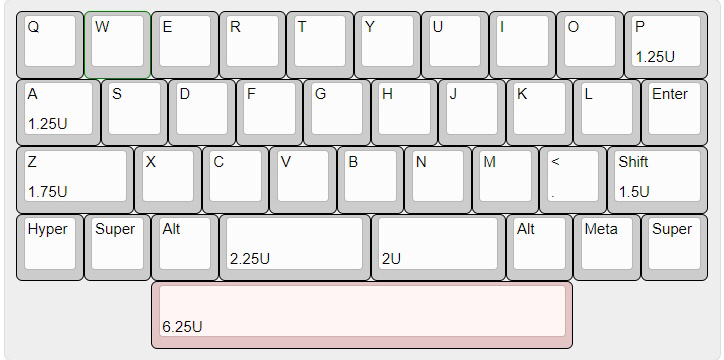 Q W E R T Y U I O P
1.25U
A S D F G H J K L Enter
1.25U
Z X C V B N M < Shift
1.75U . 1.5U
Hyper Super Alt Alt Meta Super
2.25U 2U
6.25U